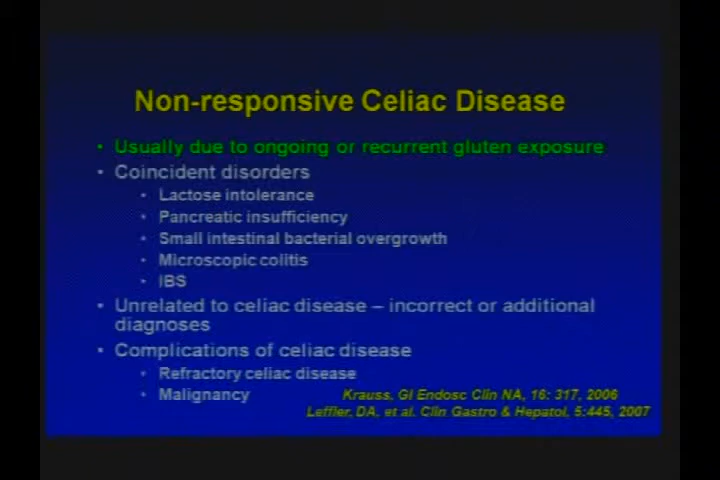 Non-responsive Celiac Disease
• Usually due to ongoing or recurrent gluten exposure
• Coincident disorders
• Lactose intolerance
• Pancreatic insufficiency
• Small intestinal bacterial overgrowth
• Microscopic colitis
• IBS
• Unrelated to celiac disease – incorrect or additional
diagnoses
• Complications of celiac disease
• Refractory celiac disease
• Malignancy
Krauss, GI Endosc Clin NA, 16: 317, 2006
Leffler, DA, et al. Clin Gastro & Hepatol, 5:445, 2007